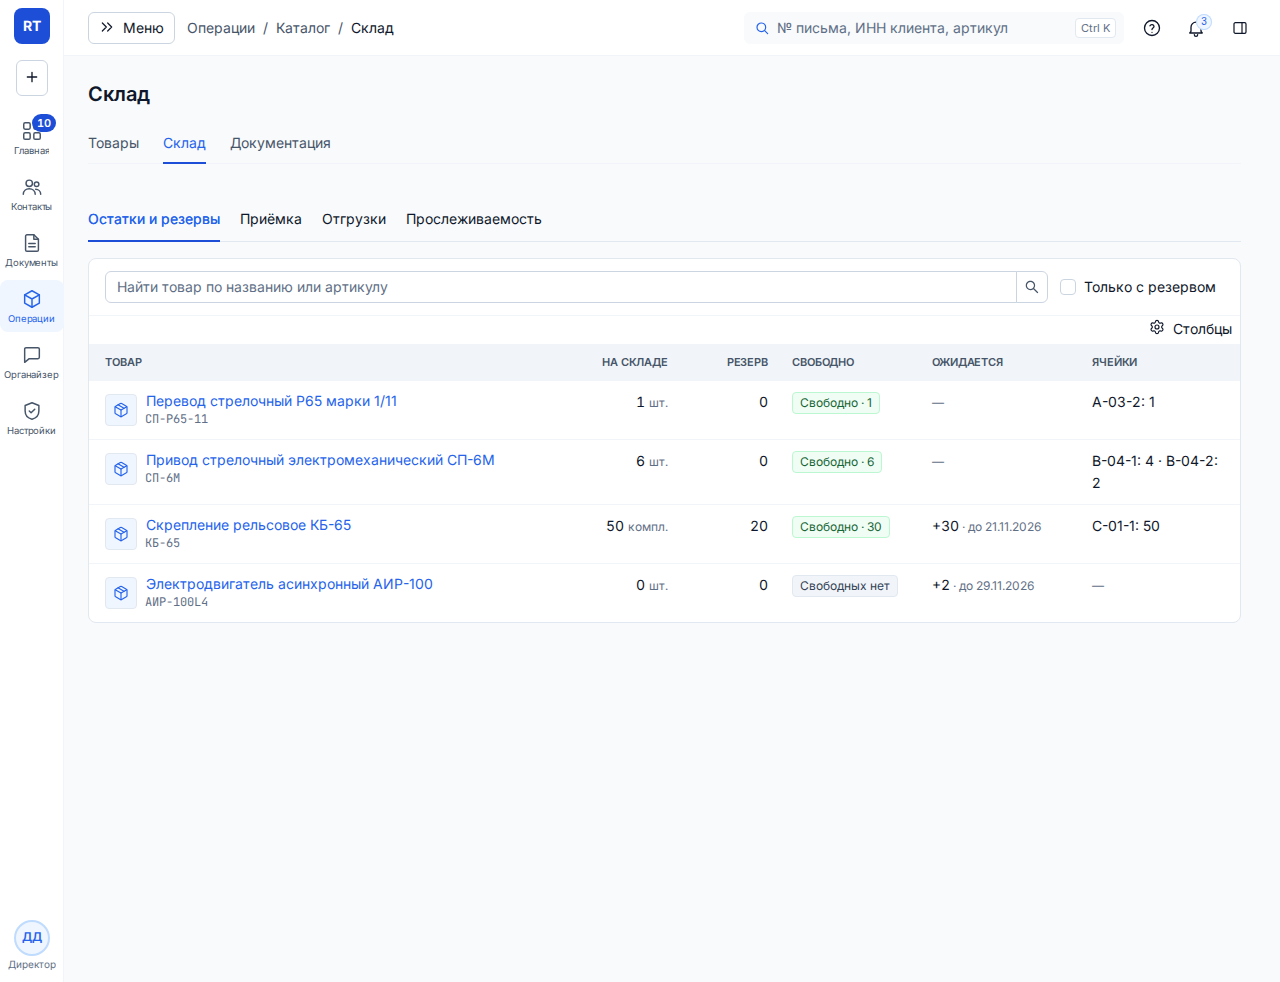 RT
Меню
Операции / Каталог / Склад
№ письма, ИНН клиента, артикул
Ctrl K
3
10
Главная
Контакты
Документы
Операции
Органайзер
Настройки
ДД
Директор
Склад
Товары Склад Документация
Остатки и резервы Приёмка Отгрузки Прослеживаемость
Найти товар по названию или артикулу
Только с резервом
Столбцы
ТОВАР НА СКЛАДЕ РЕЗЕРВ СВОБОДНО ОЖИДАЕТСЯ ЯЧЕЙКИ
Перевод стрелочный Р65 марки 1/11 1 шт. 0 Свободно · 1 — A-03-2: 1
СП-Р65-11
Привод стрелочный электромеханический СП-6М 6 шт. 0 Свободно · 6 — B-04-1: 4 · B-04-2:
СП-6М 2
Скрепление рельсовое КБ-65 50 компл. 20 Свободно · 30 +30 · до 21.11.2026 C-01-1: 50
КБ-65
Электродвигатель асинхронный АИР-100 0 шт. 0 Свободных нет +2 · до 29.11.2026 —
АИР-100L4